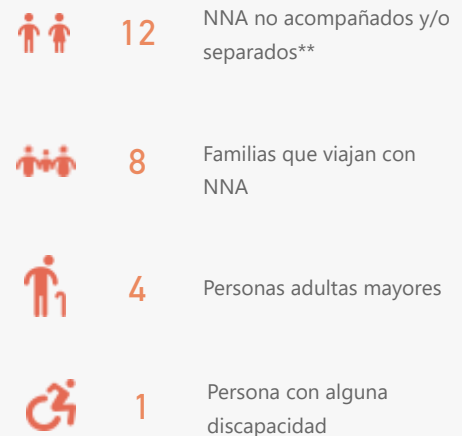 12
NNA no acompañados y/o
separados**
8
Familias que viajan con
NNA
4
Personas adultas mayores
1
Persona con alguna
discapacidad